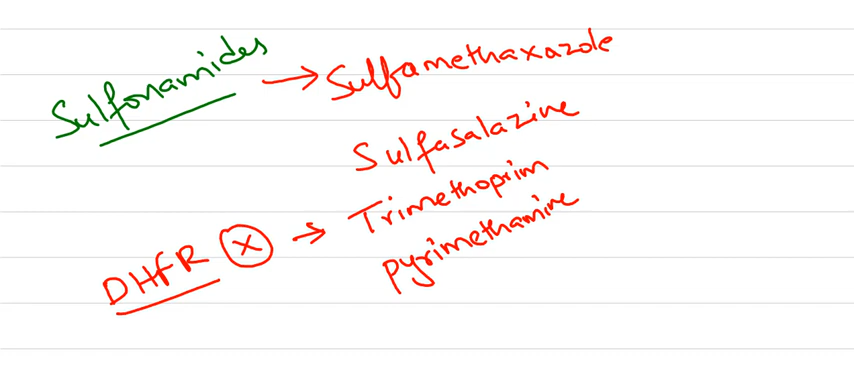 Sulfonamides → Sulfamethaxazole
Sulfasalazine
DHFR ⓧ → Trimethoprim
pyrimethamine